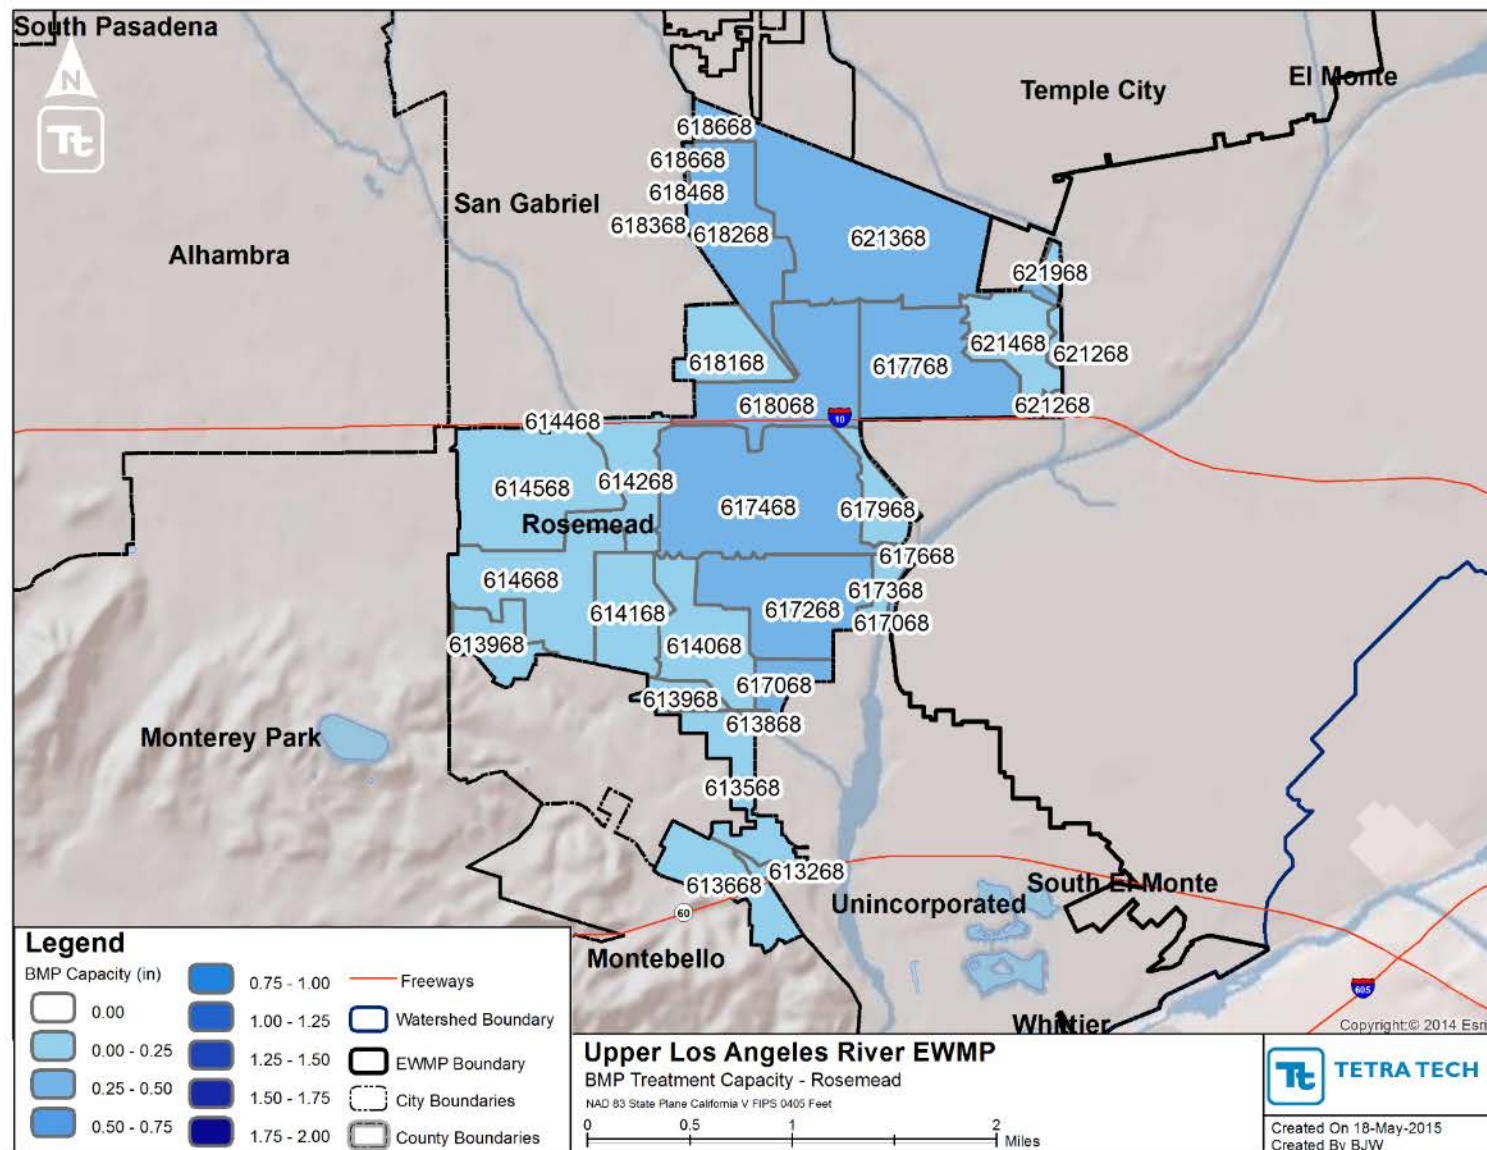 South Pasadena
N
Tt
Temple City
El Monte
San Gabriel
Alhambra
618668
618668
618468
618368
618268
621368
621968
618168
617768
621468
621268
621268
618068
10
614468
614568
614268
617468
617968
Rosemead
617668
614668
614168
617268
617368
617068
613968
614068
617068
613968
613868
Monterey Park
613568
613668
613268
60
South El Monte
Unincorporated
Montebello
605
Whittier
Copyright:© 2014 Esri
Legend
BMP Capacity (in)
0.00
0.00 - 0.25
0.25 - 0.50
0.50 - 0.75
0.75 - 1.00
1.00 - 1.25
1.25 - 1.50
1.50 - 1.75
1.75 - 2.00
Freeways
Watershed Boundary
EWMP Boundary
City Boundaries
County Boundaries
Upper Los Angeles River EWMP
BMP Treatment Capacity - Rosemead
NAD 83 State Plane California V FIPS 0405 Feet
0 0.5 1 2
Miles
Tt TETRA TECH
Created On 18-May-2015
Created By BJW